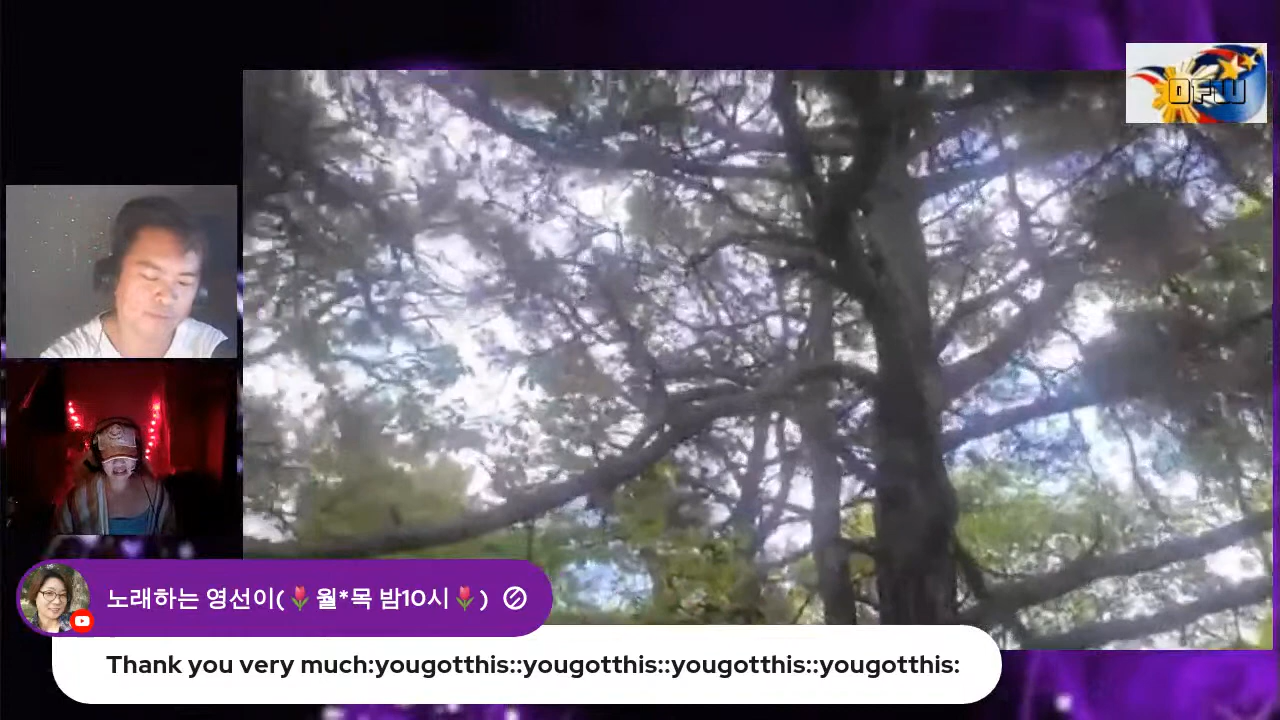 OFW
노래하는 영선이(🌷월*목 밤10시🌷)
Thank you very much:yougotthis::yougotthis::yougotthis::yougotthis: